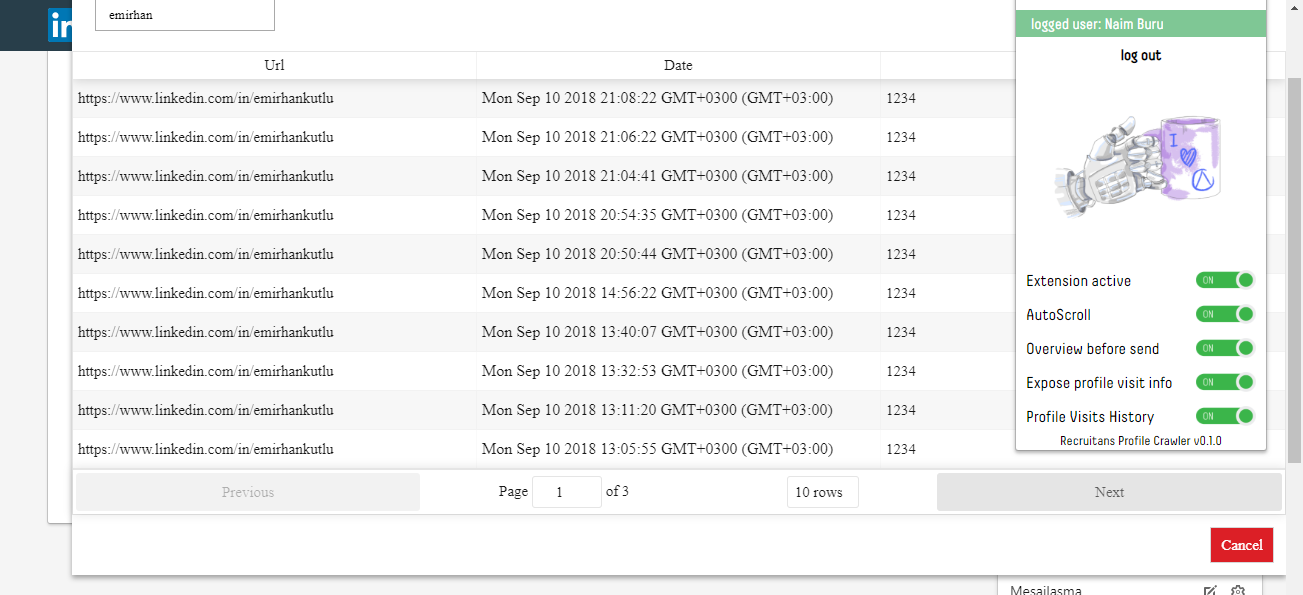 in
emirhan
logged user: Naim Buru
log out
Url Date
https://www.linkedin.com/in/emirhankutlu Mon Sep 10 2018 21:08:22 GMT+0300 (GMT+03:00) 1234
https://www.linkedin.com/in/emirhankutlu Mon Sep 10 2018 21:06:22 GMT+0300 (GMT+03:00) 1234
https://www.linkedin.com/in/emirhankutlu Mon Sep 10 2018 21:04:41 GMT+0300 (GMT+03:00) 1234
https://www.linkedin.com/in/emirhankutlu Mon Sep 10 2018 20:54:35 GMT+0300 (GMT+03:00) 1234
https://www.linkedin.com/in/emirhankutlu Mon Sep 10 2018 20:50:44 GMT+0300 (GMT+03:00) 1234
https://www.linkedin.com/in/emirhankutlu Mon Sep 10 2018 14:56:22 GMT+0300 (GMT+03:00) 1234
https://www.linkedin.com/in/emirhankutlu Mon Sep 10 2018 13:40:07 GMT+0300 (GMT+03:00) 1234
https://www.linkedin.com/in/emirhankutlu Mon Sep 10 2018 13:32:53 GMT+0300 (GMT+03:00) 1234
https://www.linkedin.com/in/emirhankutlu Mon Sep 10 2018 13:11:20 GMT+0300 (GMT+03:00) 1234
https://www.linkedin.com/in/emirhankutlu Mon Sep 10 2018 13:05:55 GMT+0300 (GMT+03:00) 1234
I
Extension active ON
AutoScroll ON
Overview before send ON
Expose profile visit info ON
Profile Visits History ON
Recruitans Profile Crawler v0.1.0
Previous Page 1 of 3 10 rows Next
Cancel
Mesajlaşma